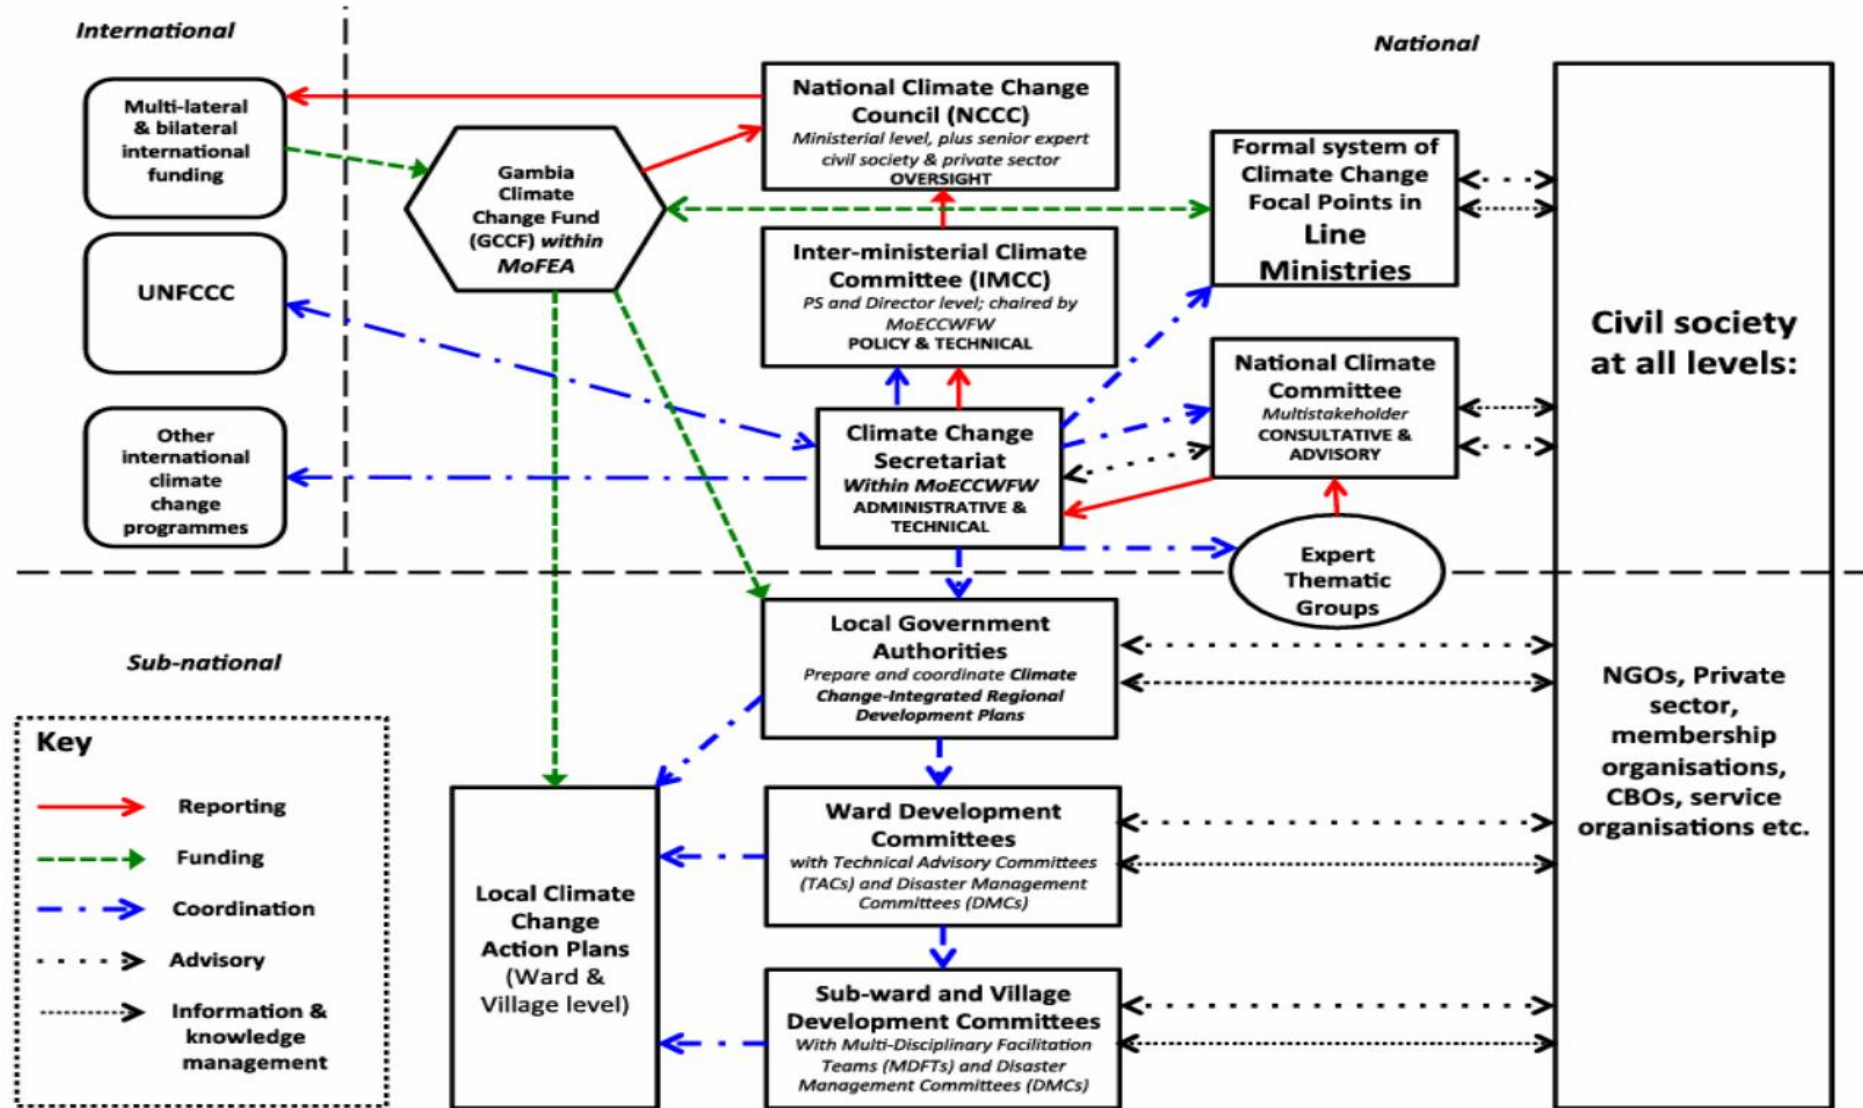 International
National
Multi-lateral
& bilateral
international
funding
UNFCCC
Other
international
climate
change
programmes
Gambia
Climate
Change Fund
(GCCF) within
MoFEA
National Climate Change
Council (NCCC)
Ministerial level, plus senior expert
civil society & private sector
OVERSIGHT
Inter-ministerial Climate
Committee (IMCC)
PS and Director level; chaired by
MoECCWFW
POLICY & TECHNICAL
Climate Change
Secretariat
Within MoECCWFW
ADMINISTRATIVE &
TECHNICAL
Formal system of
Climate Change
Focal Points in
Line
Ministries
National Climate
Committee
Multistakeholder
CONSULTATIVE &
ADVISORY
Expert
Thematic
Groups
Civil society
at all levels:
NGOs, Private
sector,
membership
organisations,
CBOs, service
organisations etc.
Sub-national
Local Government
Authorities
Prepare and coordinate Climate
Change-Integrated Regional
Development Plans
Ward Development
Committees
with Technical Advisory Committees
(TACs) and Disaster Management
Committees (DMCs)
Sub-ward and Village
Development Committees
With Multi-Disciplinary Facilitation
Teams (MDFTs) and Disaster
Management Committees (DMCs)
Local Climate
Change
Action Plans
(Ward &
Village level)
Key
Reporting
Funding
Coordination
Advisory
Information &
knowledge
management